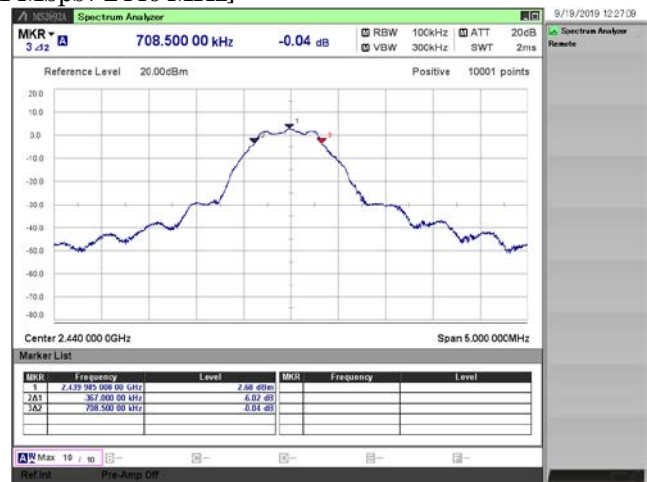 MS2692A Spectrum Analyzer
9/19/2019 12:27:09
MKR
3 Δ2
A
708.500 00 kHz
-0.04 dB
M RBW 100kHz M ATT 20dB
M VBW 300kHz SWT 2ms
Spectrum Analyzer
Remote
Reference Level 20.00dBm Positive 10001 points
20.0
10.0
0.0
-10.0
-20.0
-30.0
-40.0
-50.0
-60.0
-70.0
-80.0
1
2
3
Center 2.440 000 0GHz Span 5.000 000MHz
Marker List
MKR Frequency Level MKR Frequency Level
1 2.439 985 000 00 GHz 2.68 dBm
2Δ1 -367.000 00 kHz -6.02 dB
3Δ2 708.500 00 kHz -0.04 dB
A W Max 10 / 10
Ref.Int Pre-Amp Off